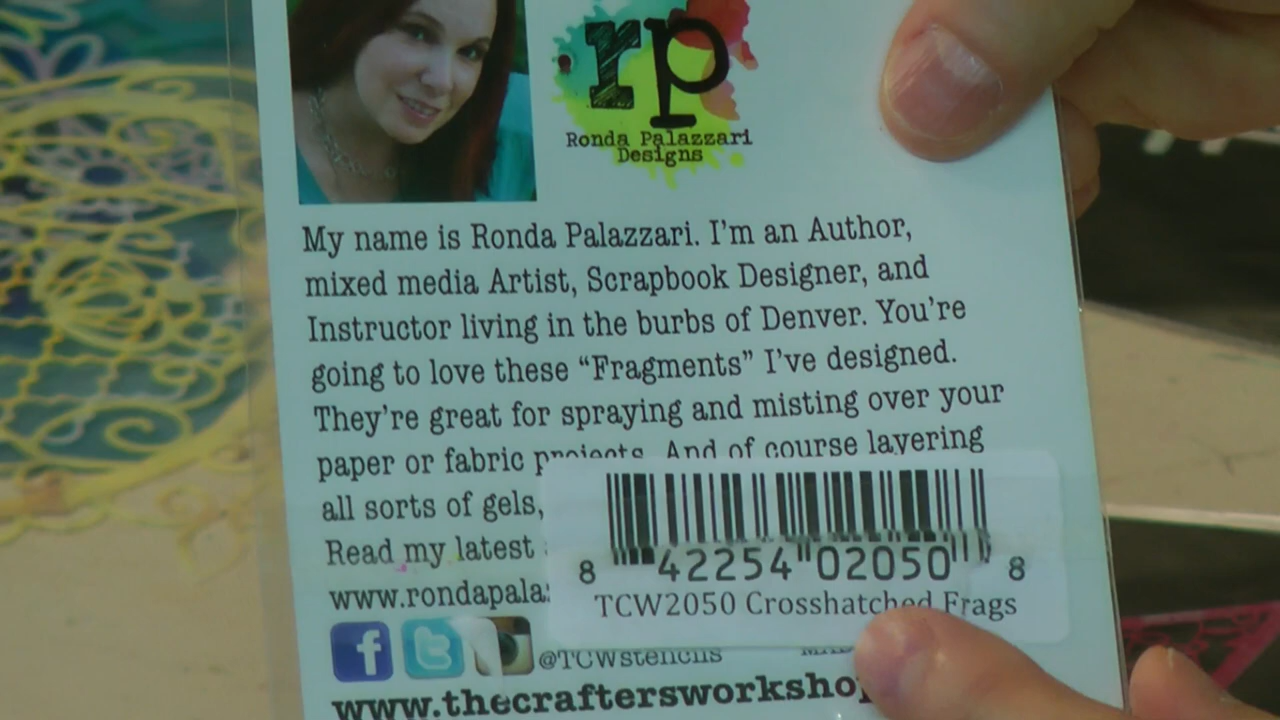 rp
Ronda Palazzari
Designs
My name is Ronda Palazzari. I'm an Author,
mixed media Artist, Scrapbook Designer, and
Instructor living in the burbs of Denver. You're
going to love these “Fragments” I've designed.
They're great for spraying and misting over your
paper or fabric projects. And of course layering
all sorts of gels,
Read my latest
www.rondapala
8 42254 02050 8
TCW2050 Crosshatched Frags
f t @TCWstencils
www.thecraftersworksho